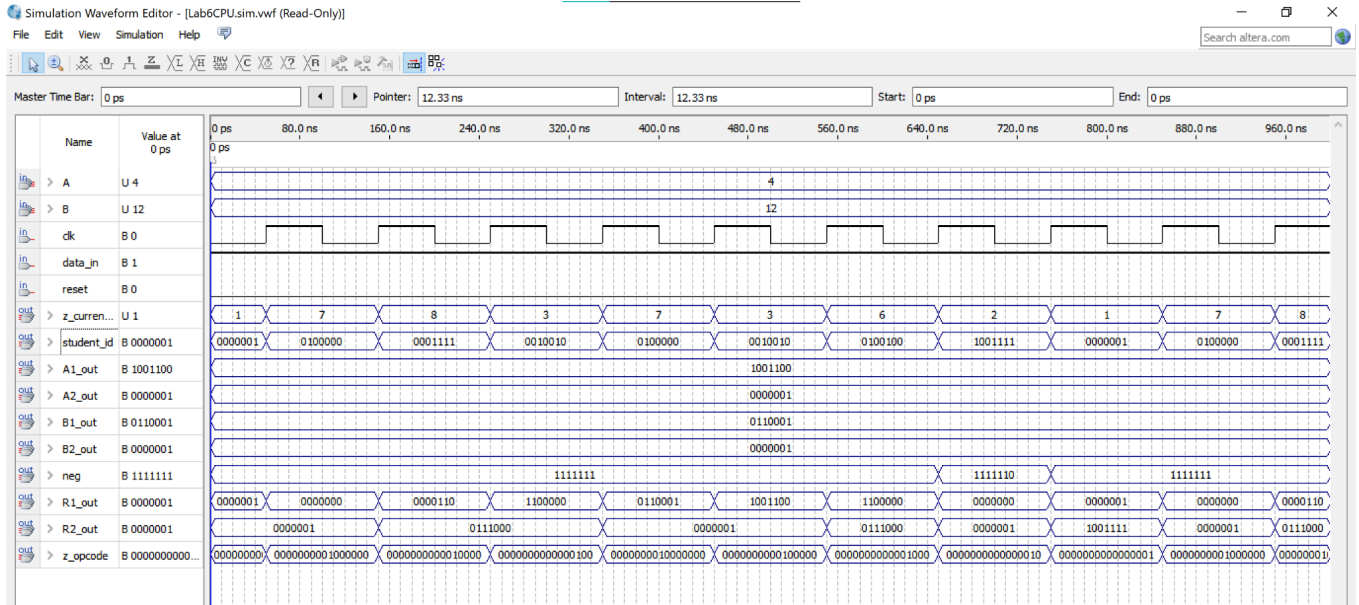 Simulation Waveform Editor - [Lab6CPU.sim.vwf (Read-Only)]
File Edit View Simulation Help
Search altera.com
Master Time Bar: 0 ps Pointer: 12.33 ns Interval: 12.33 ns Start: 0 ps End: 0 ps
Name Value at 0 ps 0 ps 80.0 ns 160.0 ns 240.0 ns 320.0 ns 400.0 ns 480.0 ns 560.0 ns 640.0 ns 720.0 ns 800.0 ns 880.0 ns 960.0 ns
0 ps
A U 4 4
B U 12 12
clk B 0
data_in B 1
reset B 0
z_curren... U 1 1 7 8 3 7 3 6 2 1 7 8
student_id B 0000001 0000001 0100000 0001111 0010010 0100000 0010010 0100100 1001111 0000001 0100000 0001111
A1_out B 1001100 1001100
A2_out B 0000001 0000001
B1_out B 0110001 0110001
B2_out B 0000001 0000001
neg B 1111111 1111111 1111110 1111111
R1_out B 0000001 0000001 0000000 0000110 1100000 0110001 1001100 1100000 0000000 0000001 0000000 0000110
R2_out B 0000001 0000001 0111000 0000001 0111000 0000001 1001111 0000001 0111000
z_opcode B 0000000000... 0000000001000000 0000000000010000 0000000000000100 0000000010000000 0000000000100000 0000000000001000 0000000000000010 0000000000000001 0000000001000000